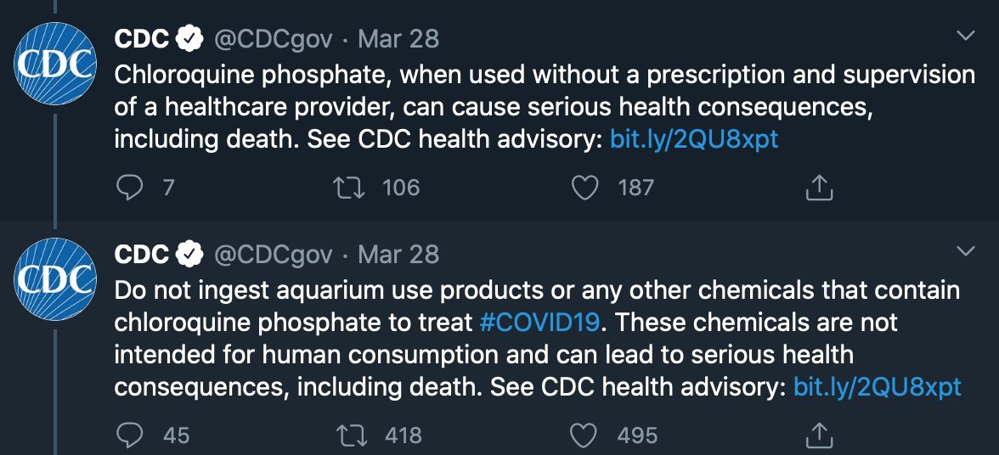 CDC
CDC @CDCgov · Mar 28
Chloroquine phosphate, when used without a prescription and supervision
of a healthcare provider, can cause serious health consequences,
including death. See CDC health advisory: bit.ly/2QU8xpt
7 106 187
CDC
CDC @CDCgov · Mar 28
Do not ingest aquarium use products or any other chemicals that contain
chloroquine phosphate to treat #COVID19. These chemicals are not
intended for human consumption and can lead to serious health
consequences, including death. See CDC health advisory: bit.ly/2QU8xpt
45 418 495